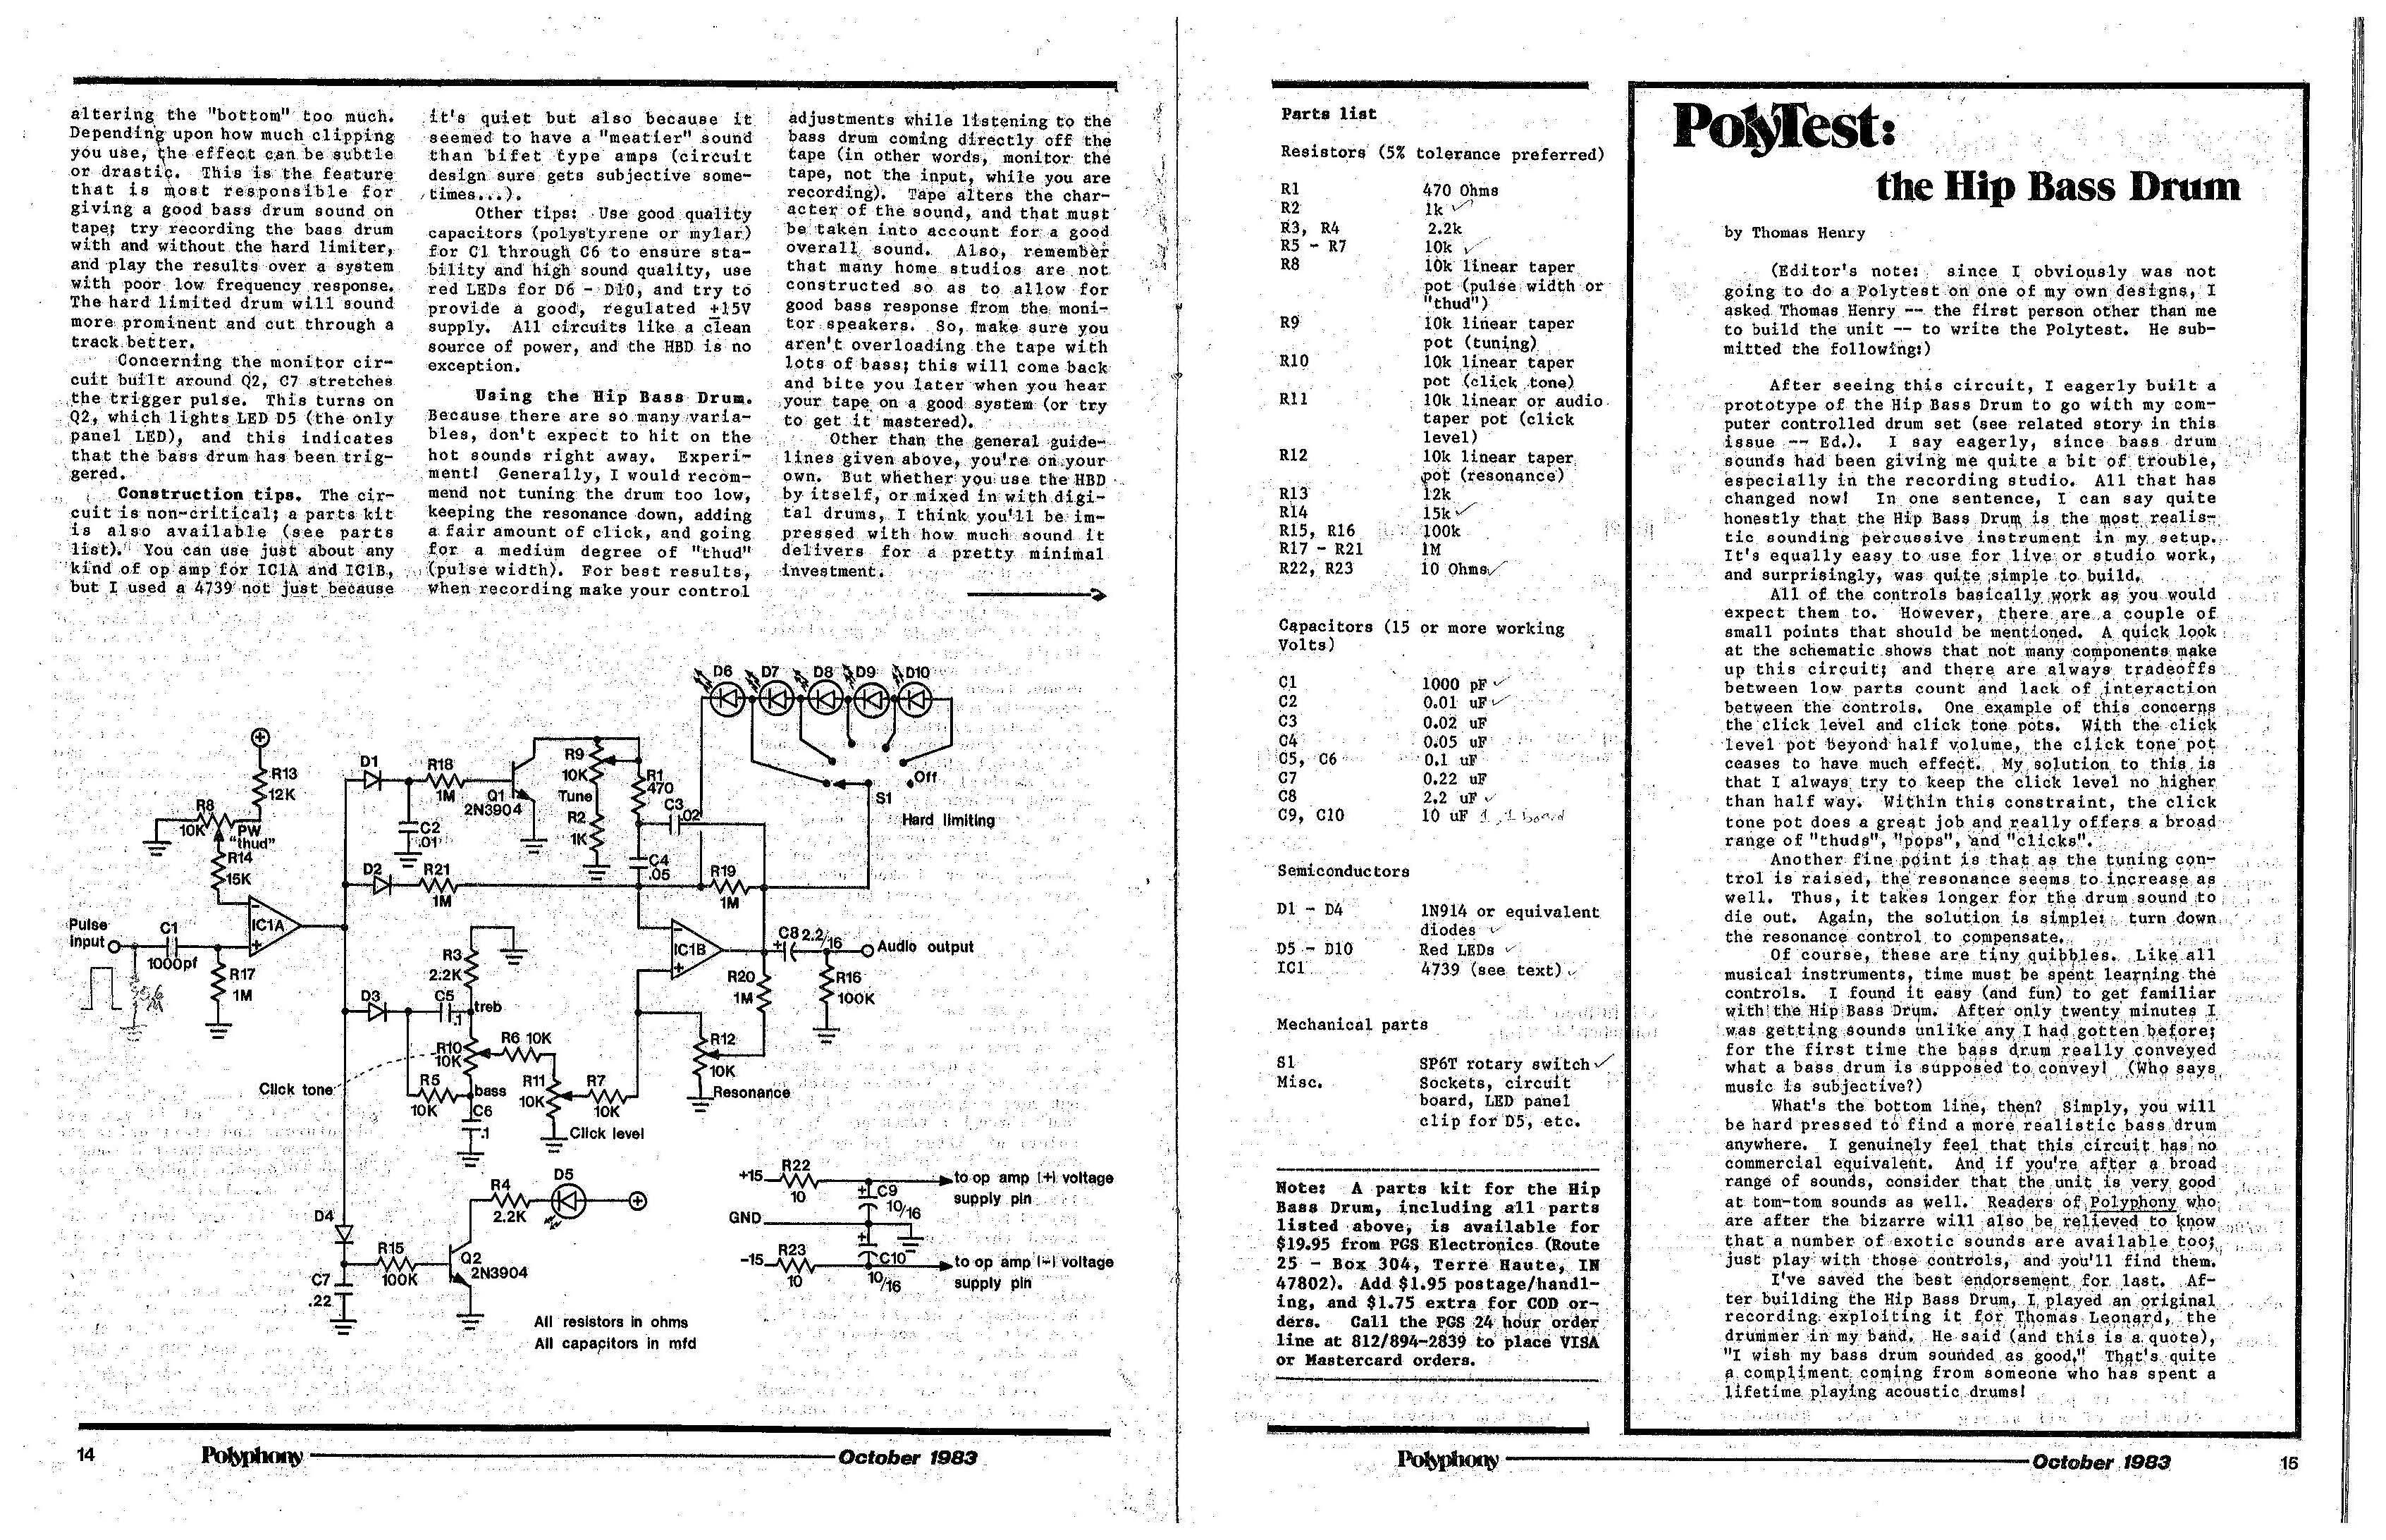 altering the "bottom" too much.
Depending upon how much clipping
you use, the effect can be subtle
or drastic. This is the feature
that is most responsible for
giving a good bass drum sound on
tape; try recording the bass drum
with and without the hard limiter,
and play the results over a system
with poor low frequency response.
The hard limited drum will sound
more prominent and cut through a
track better.
Concerning the monitor cir-
cuit built around Q2, C7 stretches
the trigger pulse. This turns on
Q2, which lights LED D5 (the only
panel LED), and this indicates
that the bass drum has been trig-
gered.
Construction tips. The cir-
cuit is non-critical; a parts kit
is also available (see parts
list). You can use just about any
kind of op amp for IC1A and IC1B,
but I used a 4739 not just because
it's quiet but also because it
seemed to have a "meatier" sound
than bifet type amps (circuit
design sure gets subjective some-
times...).
Other tips: Use good quality
capacitors (polystyrene or mylar)
for C1 through C6 to ensure sta-
bility and high sound quality, use
red LEDs for D6 - D10, and try to
provide a good, regulated ±15V
supply. All circuits like a clean
source of power, and the HBD is no
exception.
Using the Hip Bass Drum.
Because there are so many varia-
bles, don't expect to hit on the
hot sounds right away. Experi-
ment! Generally, I would recom-
mend not tuning the drum too low,
keeping the resonance down, adding
a fair amount of click, and going
for a medium degree of "thud"
(pulse width). For best results,
when recording make your control
adjustments while listening to the
bass drum coming directly off the
tape (in other words, monitor the
tape, not the input, while you are
recording). Tape alters the char-
acter of the sound, and that must
be taken into account for a good
overall sound. Also, remember
that many home studios are not
constructed so as to allow for
good bass response from the moni-
tor speakers. So, make sure you
aren't overloading the tape with
lots of bass; this will come back
and bite you later when you hear
your tape on a good system (or try
to get it mastered).
Other than the general guide-
lines given above, you're on your
own. But whether you use the HBD
by itself, or mixed in with digi-
tal drums, I think you'll be im-
pressed with how much sound it
delivers for a pretty minimal
investment.
D6 D7 D8 D9 D10
Off
S1
Hard limiting
R13
12K
R8
10K
PW
"thud"
R14
15K
D1
R18
1M
Q1
2N3904
C2
.01
R9
10K
Tune
R2
1K
R1
470
C3
.02
C4
.05
D2
R21
1M
R19
1M
Pulse
input
C1
1000pf
IC1A
R17
1M
R3
2.2K
IC1B
C8 2.2/16
Audio output
R20
1M
R16
100K
D3
C5
.1
treb
R10
10K
R6 10K
R12
10K
Resonance
Click tone
R5
10K
bass
R11
10K
R7
10K
C6
.1
Click level
R4
2.2K
D5
D4
R15
100K
Q2
2N3904
C7
.22
+15
R22
10
to op amp (+) voltage
supply pin
C9
10/16
GND
-15
R23
10
C10
10/16
to op amp (-) voltage
supply pin
All resistors in ohms
All capacitors in mfd
14
Polyphony
October 1983
Parts list
Resistors (5% tolerance preferred)
R1 470 Ohms
R2 1k
R3, R4 2.2k
R5 - R7 10k
R8 10k linear taper
pot (pulse width or
"thud")
R9 10k linear taper
pot (tuning)
R10 10k linear taper
pot (click tone)
R11 10k linear or audio
taper pot (click
level)
R12 10k linear taper
pot (resonance)
R13 12k
R14 15k
R15, R16 100k
R17 - R21 1M
R22, R23 10 Ohms
Capacitors (15 or more working
Volts)
C1 1000 pF
C2 0.01 uF
C3 0.02 uF
C4 0.05 uF
C5, C6 0.1 uF
C7 0.22 uF
C8 2.2 uF
C9, C10 10 uF
Semiconductors
D1 - D4 1N914 or equivalent
diodes
D5 - D10 Red LEDs
IC1 4739 (see text)
Mechanical parts
S1 SP6T rotary switch
Misc. Sockets, circuit
board, LED panel
clip for D5, etc.
Note: A parts kit for the Hip
Bass Drum, including all parts
listed above, is available for
$19.95 from PGS Electronics (Route
25 - Box 304, Terre Haute, IN
47802). Add $1.95 postage/handl-
ing, and $1.75 extra for COD or-
ders. Call the PGS 24 hour order
line at 812/894-2839 to place VISA
or Mastercard orders.
PolyTest:
the Hip Bass Drum
by Thomas Henry
(Editor's note: since I obviously was not
going to do a Polytest on one of my own designs, I
asked Thomas Henry -- the first person other than me
to build the unit -- to write the Polytest. He sub-
mitted the following:)
After seeing this circuit, I eagerly built a
prototype of the Hip Bass Drum to go with my com-
puter controlled drum set (see related story in this
issue -- Ed.). I say eagerly, since bass drum
sounds had been giving me quite a bit of trouble,
especially in the recording studio. All that has
changed now! In one sentence, I can say quite
honestly that the Hip Bass Drum is the most realis-
tic sounding percussive instrument in my setup.
It's equally easy to use for live or studio work,
and surprisingly, was quite simple to build.
All of the controls basically work as you would
expect them to. However, there are a couple of
small points that should be mentioned. A quick look
at the schematic shows that not many components make
up this circuit; and there are always tradeoffs
between low parts count and lack of interaction
between the controls. One example of this concerns
the click level and click tone pots. With the click
level pot beyond half volume, the click tone pot
ceases to have much effect. My solution to this is
that I always try to keep the click level no higher
than half way. Within this constraint, the click
tone pot does a great job and really offers a broad
range of "thuds", "pops", and "clicks".
Another fine point is that as the tuning con-
trol is raised, the resonance seems to increase as
well. Thus, it takes longer for the drum sound to
die out. Again, the solution is simple: turn down
the resonance control to compensate.
Of course, these are tiny quibbles. Like all
musical instruments, time must be spent learning the
controls. I found it easy (and fun) to get familiar
with the Hip Bass Drum. After only twenty minutes I
was getting sounds unlike any I had gotten before;
for the first time the bass drum really conveyed
what a bass drum is supposed to convey! (Who says
music is subjective?)
What's the bottom line, then? Simply, you will
be hard pressed to find a more realistic bass drum
anywhere. I genuinely feel that this circuit has no
commercial equivalent. And if you're after a broad
range of sounds, consider that the unit is very good
at tom-tom sounds as well. Readers of Polyphony who
are after the bizarre will also be relieved to know
that a number of exotic sounds are available too;
just play with those controls, and you'll find them.
I've saved the best endorsement for last. Af-
ter building the Hip Bass Drum, I played an original
recording exploiting it for Thomas Leonard, the
drummer in my band. He said (and this is a quote),
"I wish my bass drum sounded as good." That's quite
a compliment coming from someone who has spent a
lifetime playing acoustic drums!
Polyphony
October 1983
15